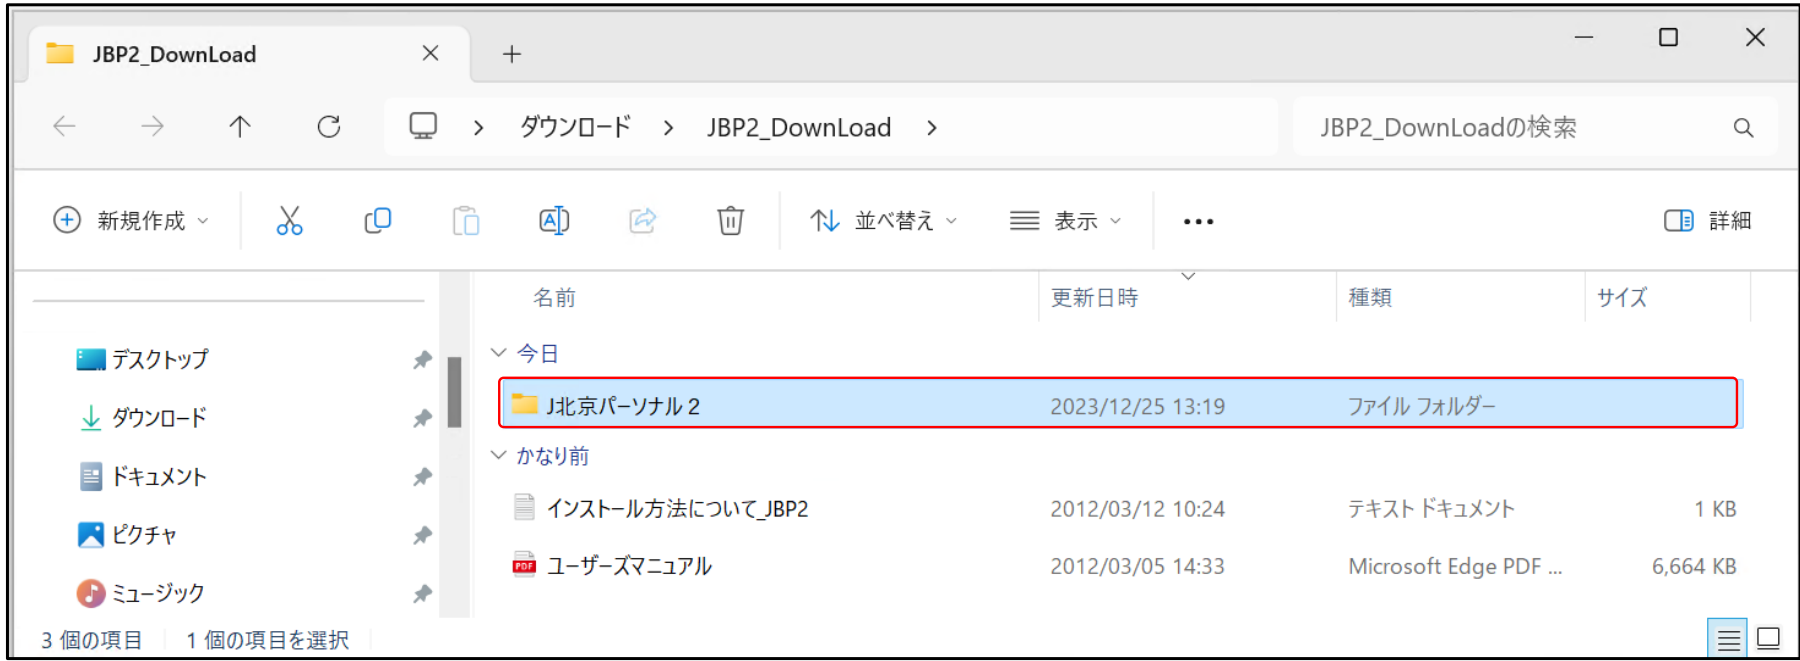 JBP2_DownLoad
ダウンロード JBP2_DownLoad JBP2_DownLoadの検索
新規作成 並べ替え 表示 詳細
名前 更新日時 種類 サイズ
デスクトップ
ダウンロード
ドキュメント
ピクチャ
ミュージック
今日
J北京パーソナル２ 2023/12/25 13:19 ファイル フォルダー
かなり前
インストール方法について_JBP2 2012/03/12 10:24 テキスト ドキュメント 1 KB
PDF ユーザーズマニュアル 2012/03/05 14:33 Microsoft Edge PDF ... 6,664 KB
3 個の項目 1 個の項目を選択